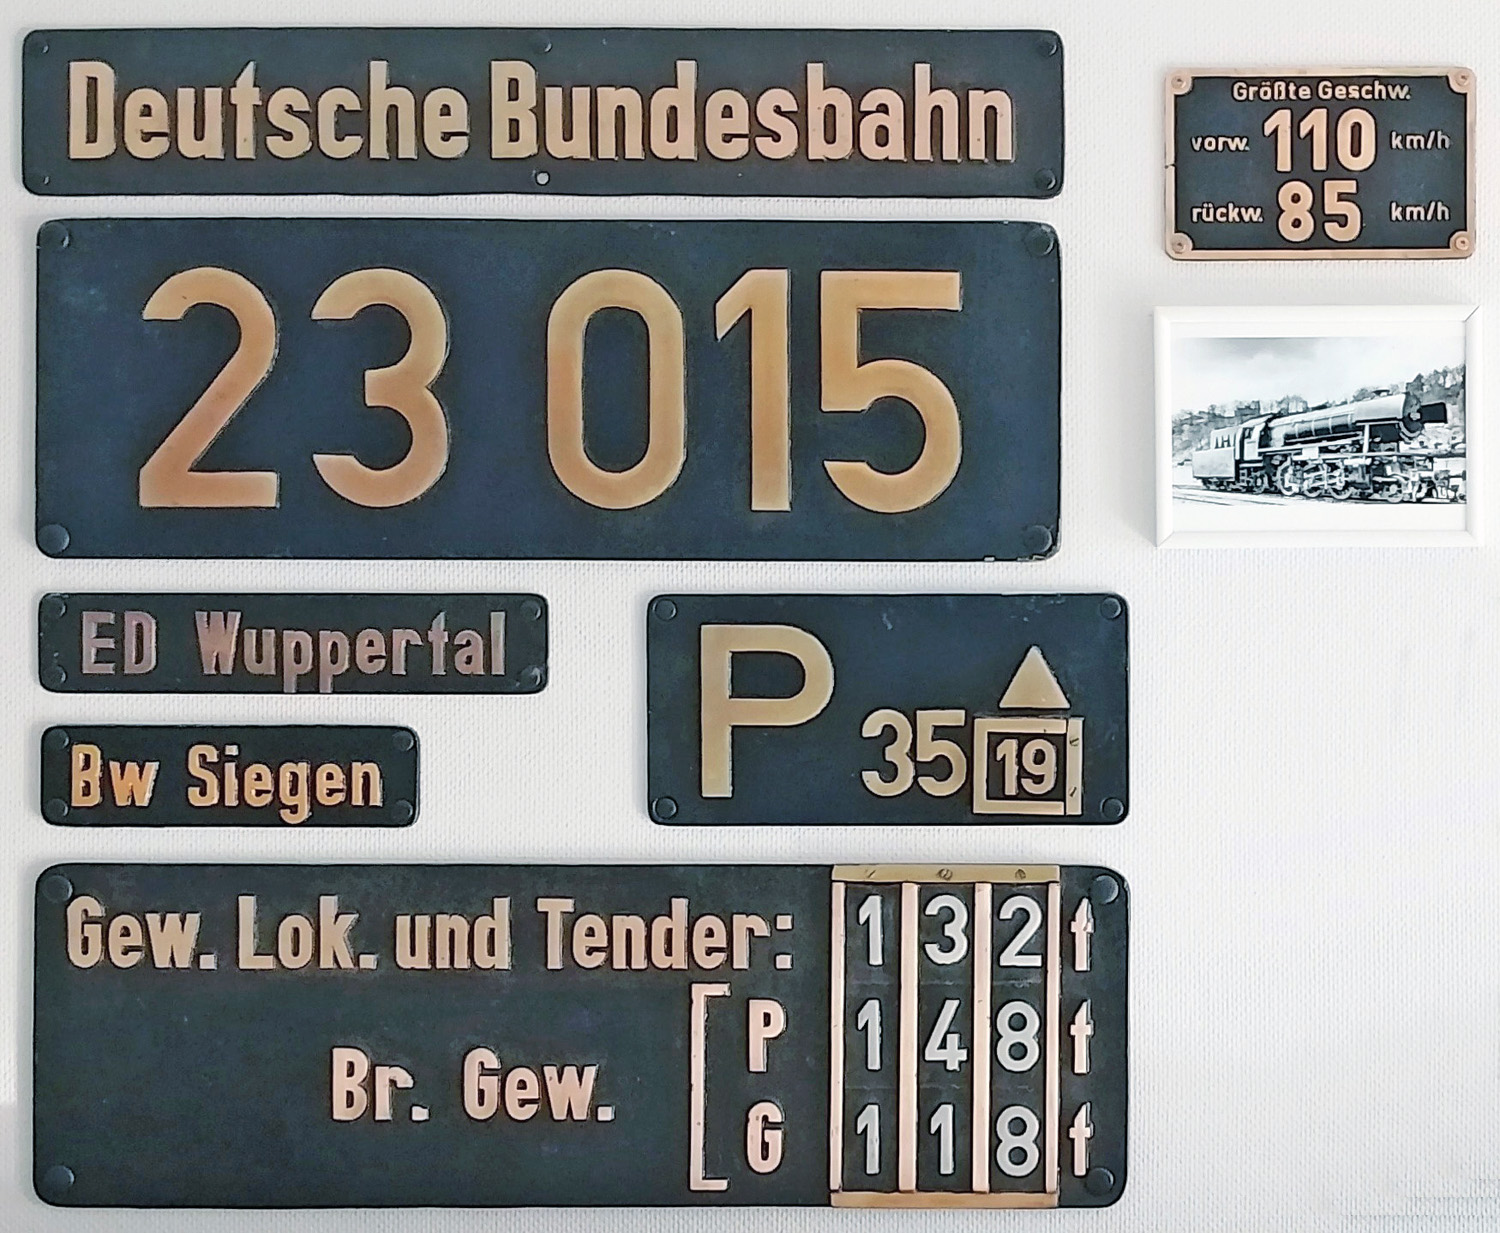 Deutsche Bundesbahn
23 015
ED Wuppertal
Bw Siegen
P 35 19
Gew. Lok. und Tender: 132 t
Br. Gew. [ P 148 t
G 118 t
Größte Geschw.
vorw. 110 km/h
rückw. 85 km/h